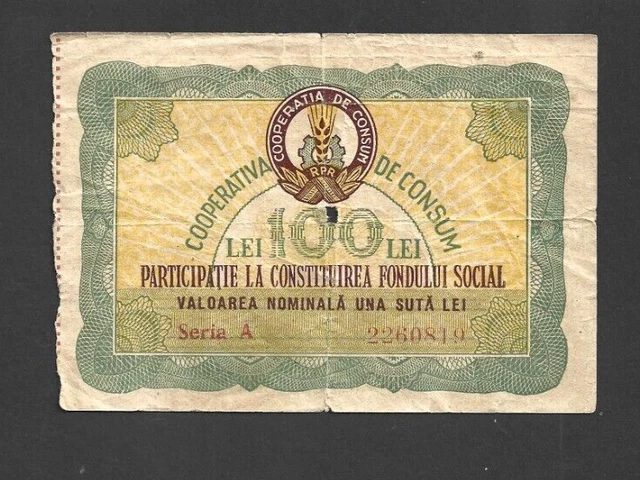 COOPERATIA DE CONSUM
RPR
COOPERATIVA DE CONSUM
LEI 100 LEI
PARTICIPAȚIE LA CONSTITUIREA FONDULUI SOCIAL
VALOAREA NOMINALĂ UNA SUTĂ LEI
Seria A 2260819